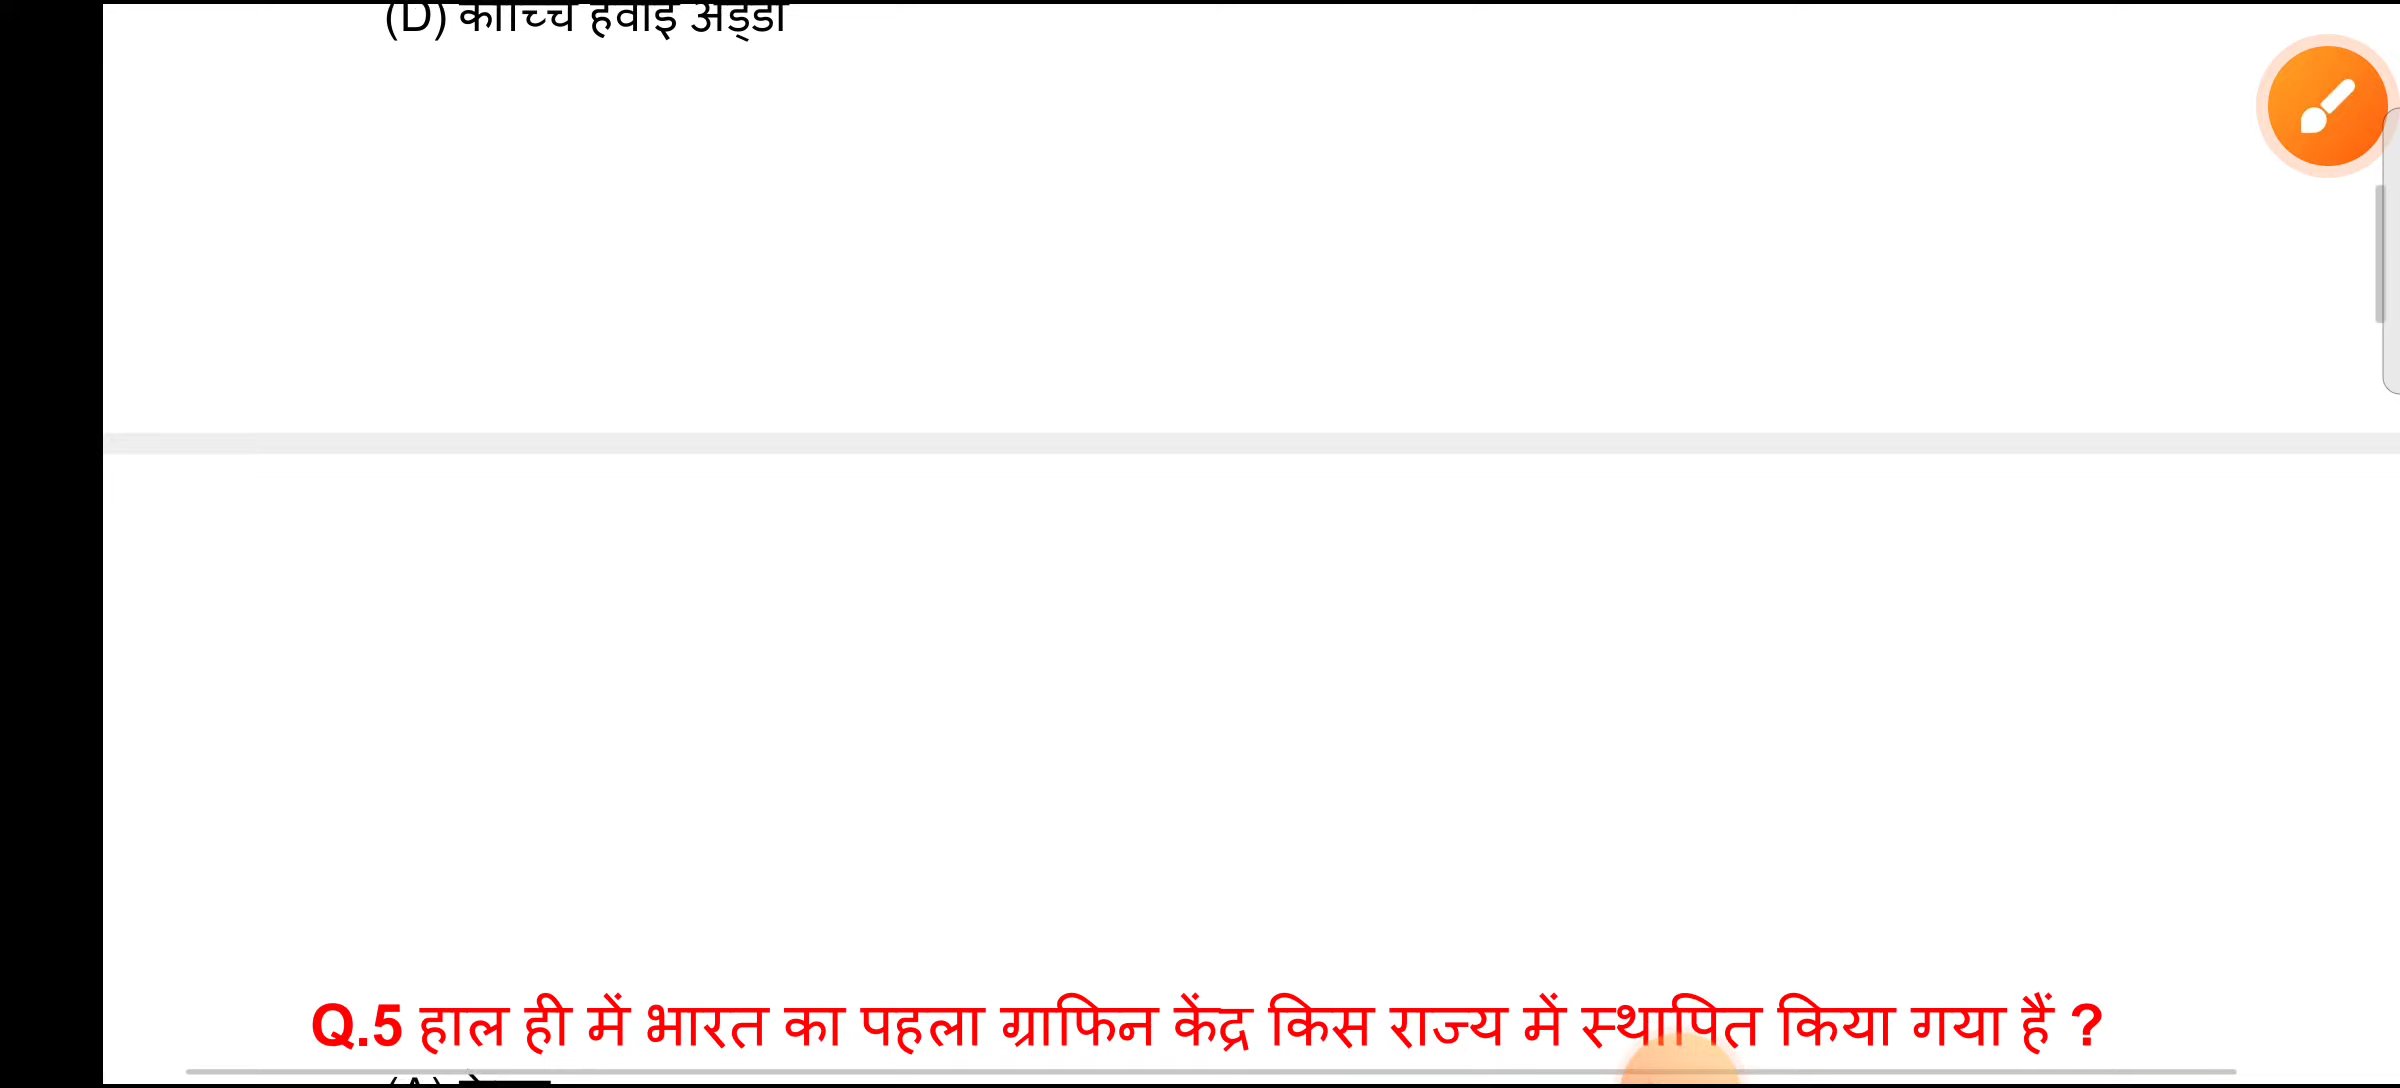 (D) कोच्चि हवाई अड्डा
Q.5 हाल ही में भारत का पहला ग्राफिन केंद्र किस राज्य में स्थापित किया गया हैं ?
(A)